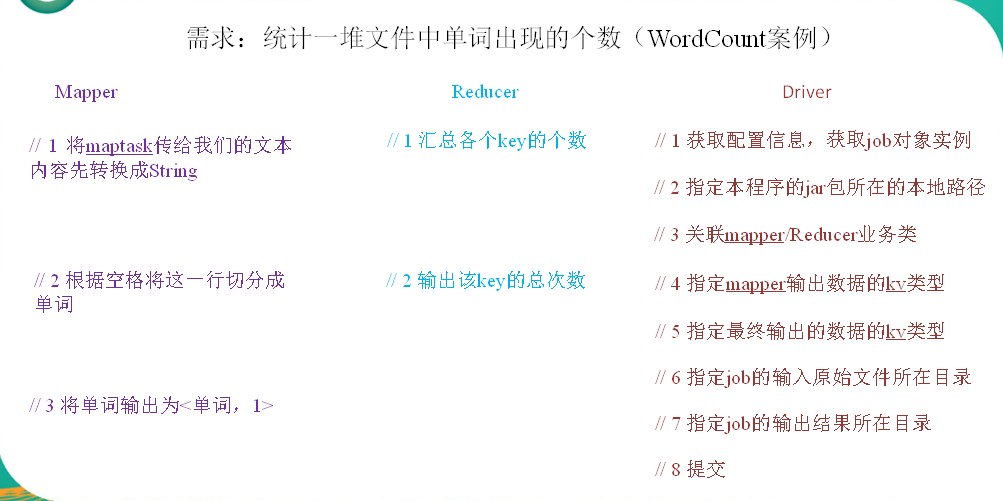 需求：统计一堆文件中单词出现的个数（WordCount案例）
Mapper
// 1 将maptask传给我们的文本
内容先转换成String
// 2 根据空格将这一行切分成
单词
// 3 将单词输出为<单词，1>
Reducer
// 1 汇总各个key的个数
// 2 输出该key的总次数
Driver
// 1 获取配置信息，获取job对象实例
// 2 指定本程序的jar包所在的本地路径
// 3 关联mapper/Reducer业务类
// 4 指定mapper输出数据的kv类型
// 5 指定最终输出的数据的kv类型
// 6 指定job的输入原始文件所在目录
// 7 指定job的输出结果所在目录
// 8 提交